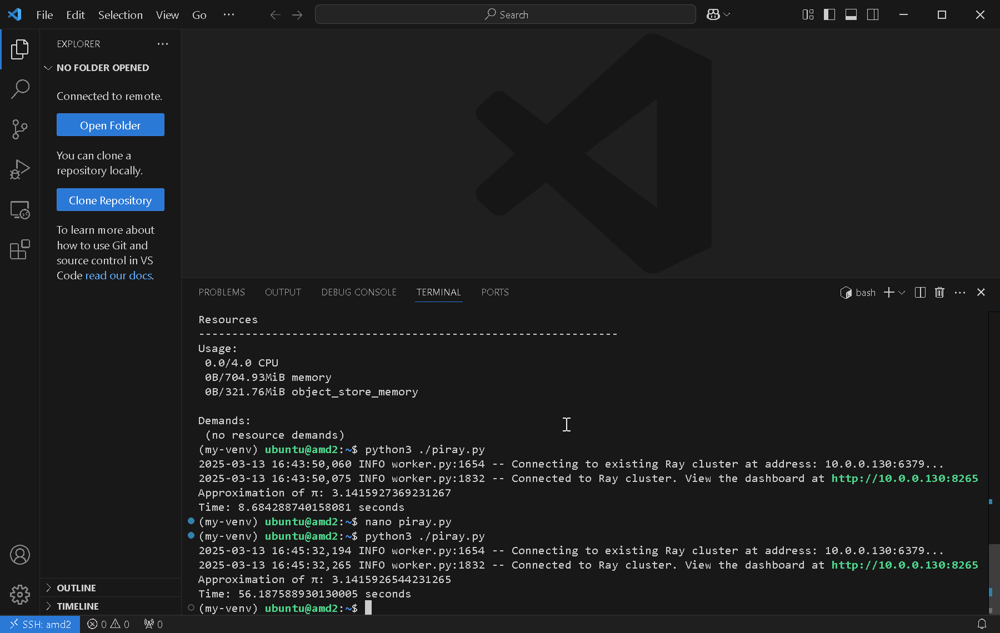 File Edit Selection View Go ···
Search
EXPLORER ···
NO FOLDER OPENED
Connected to remote.
Open Folder
You can clone a
repository locally.
Clone Repository
To learn more about
how to use Git and
source control in VS
Code read our docs.
OUTLINE
TIMELINE
PROBLEMS OUTPUT DEBUG CONSOLE TERMINAL PORTS
bash
Resources
---------------------------------------------------------------
Usage:
0.0/4.0 CPU
0B/704.93MiB memory
0B/321.76MiB object_store_memory
Demands:
(no resource demands)
(my-venv) ubuntu@amd2:~$ python3 ./piray.py
2025-03-13 16:43:50,060 INFO worker.py:1654 -- Connecting to existing Ray cluster at address: 10.0.0.130:6379...
2025-03-13 16:43:50,075 INFO worker.py:1832 -- Connected to Ray cluster. View the dashboard at http://10.0.0.130:8265
Approximation of π: 3.1415927369231267
Time: 8.684288740158081 seconds
(my-venv) ubuntu@amd2:~$ nano piray.py
(my-venv) ubuntu@amd2:~$ python3 ./piray.py
2025-03-13 16:45:32,194 INFO worker.py:1654 -- Connecting to existing Ray cluster at address: 10.0.0.130:6379...
2025-03-13 16:45:32,265 INFO worker.py:1832 -- Connected to Ray cluster. View the dashboard at http://10.0.0.130:8265
Approximation of π: 3.1415926544231265
Time: 56.187588930130005 seconds
(my-venv) ubuntu@amd2:~$
SSH: amd2 0 0 0